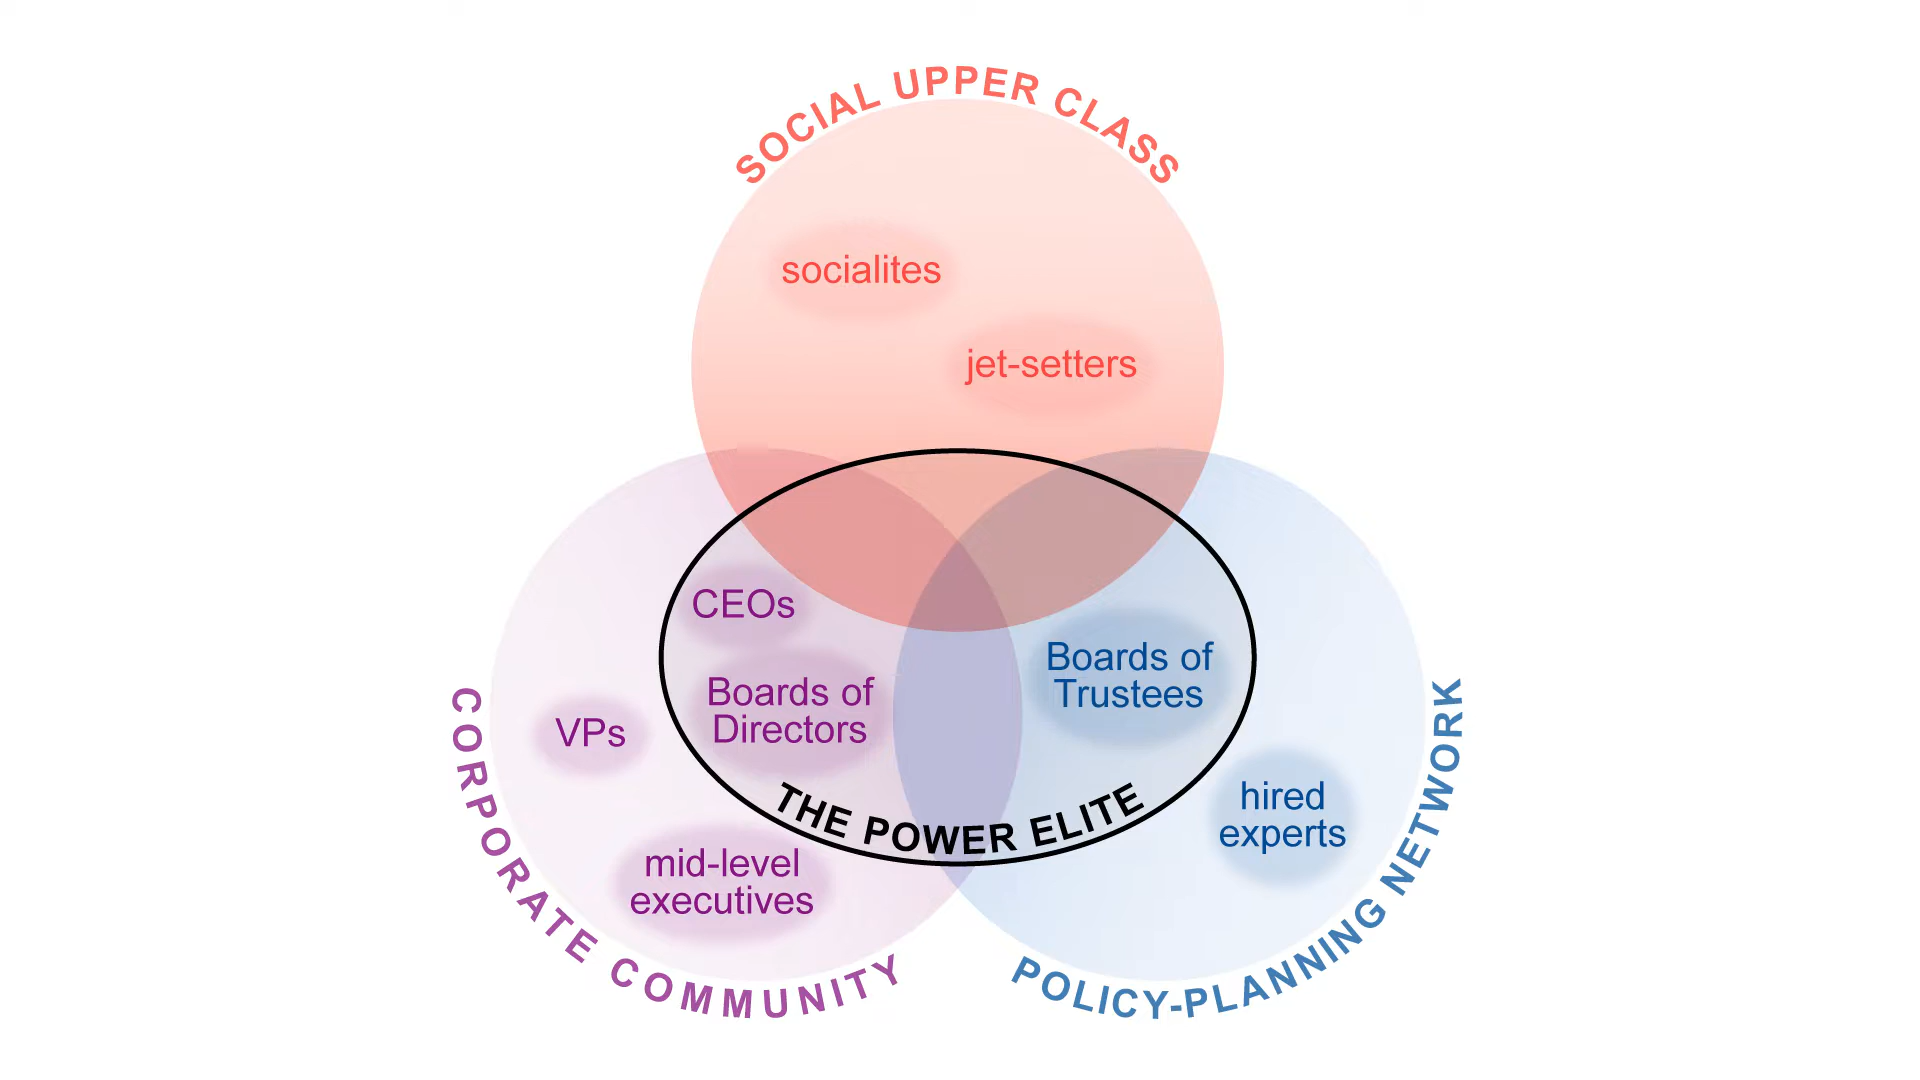 SOCIAL UPPER CLASS
socialites
jet-setters
CEOs
Boards of
Directors
VPs
mid-level
executives
Boards of
Trustees
hired
experts
THE POWER ELITE
CORPORATE COMMUNITY
POLICY-PLANNING NETWORK